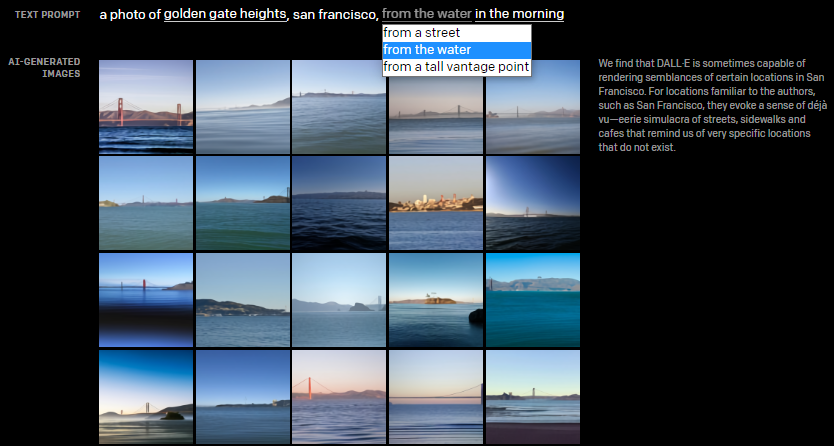 TEXT PROMPT
a photo of golden gate heights, san francisco, from the water in the morning
from a street
from the water
from a tall vantage point
AI-GENERATED
IMAGES
We find that DALL·E is sometimes capable of
rendering semblances of certain locations in San
Francisco. For locations familiar to the authors,
such as San Francisco, they evoke a sense of déjà
vu—eerie simulacra of streets, sidewalks and
cafes that remind us of very specific locations
that do not exist.